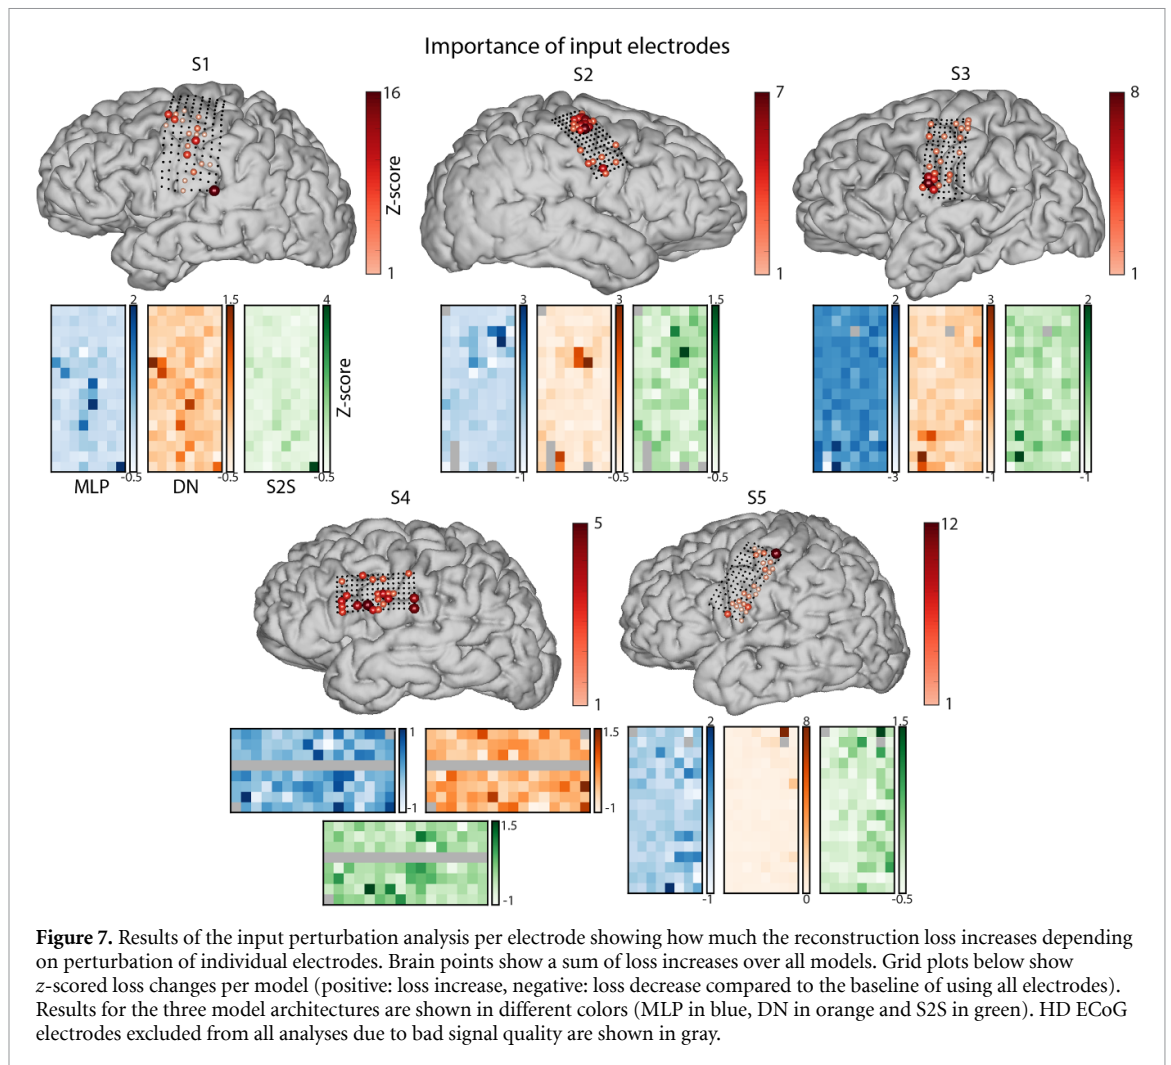 Importance of input electrodes
S1
S2
S3
16
Z-score
1
7
1
8
1
2
-0.5
1.5
-0.5
4
-0.5
Z-score
MLP
DN
S2S
3
-1
3
-0.5
1.5
-0.5
2
-3
3
-1
2
-1
S4
S5
5
1
12
1
1
-1
1.5
-1
1.5
-1
2
-1
8
0
1.5
-0.5
Figure 7. Results of the input perturbation analysis per electrode showing how much the reconstruction loss increases depending
on perturbation of individual electrodes. Brain points show a sum of loss increases over all models. Grid plots below show
z-scored loss changes per model (positive: loss increase, negative: loss decrease compared to the baseline of using all electrodes).
Results for the three model architectures are shown in different colors (MLP in blue, DN in orange and S2S in green). HD ECoG
electrodes excluded from all analyses due to bad signal quality are shown in gray.